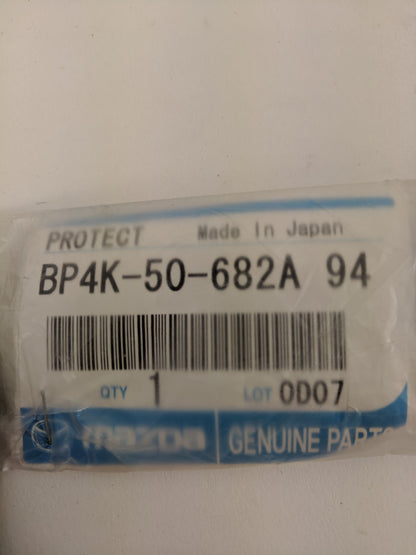 PROTECT Made In Japan
BP4K-50-682A 94
QTY 1 LOT 0D07
mazda GENUINE PARTS